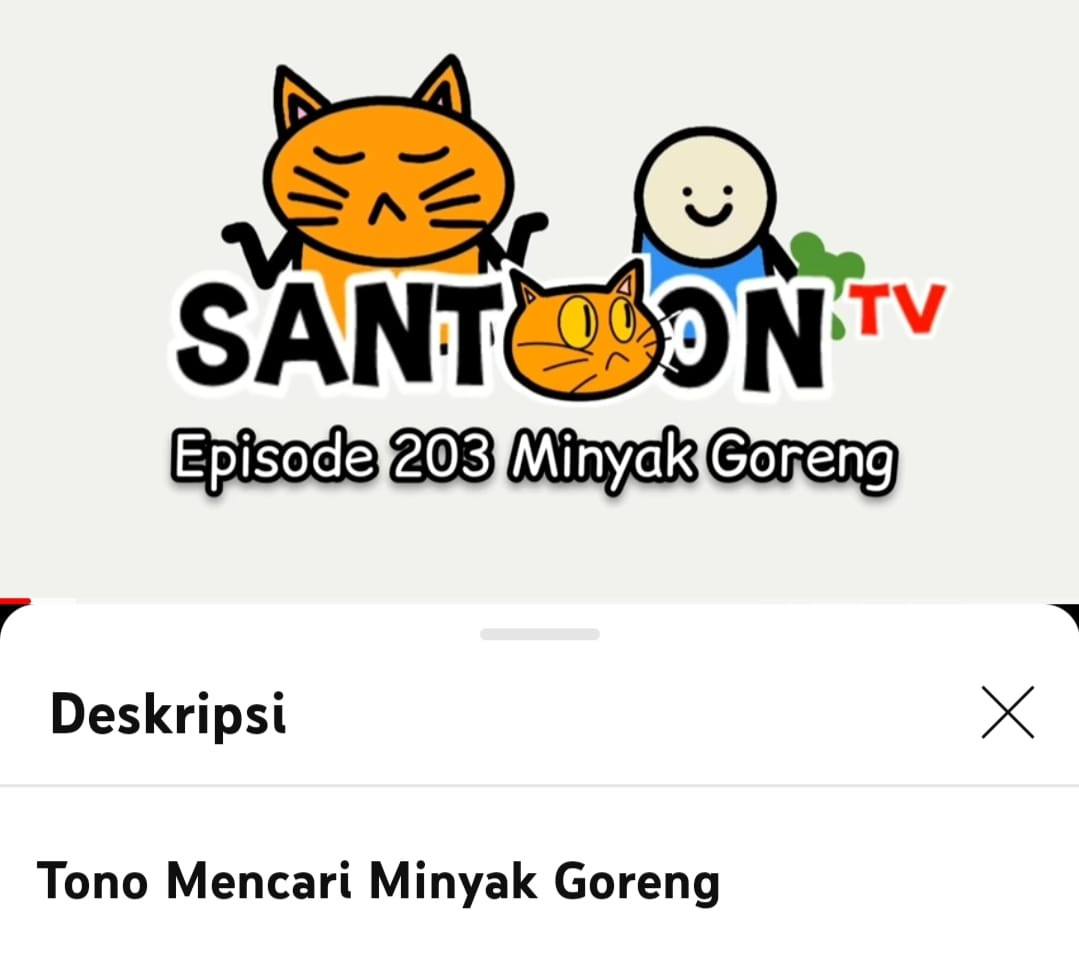 SANTOON TV
Episode 203 Minyak Goreng
Deskripsi
Tono Mencari Minyak Goreng